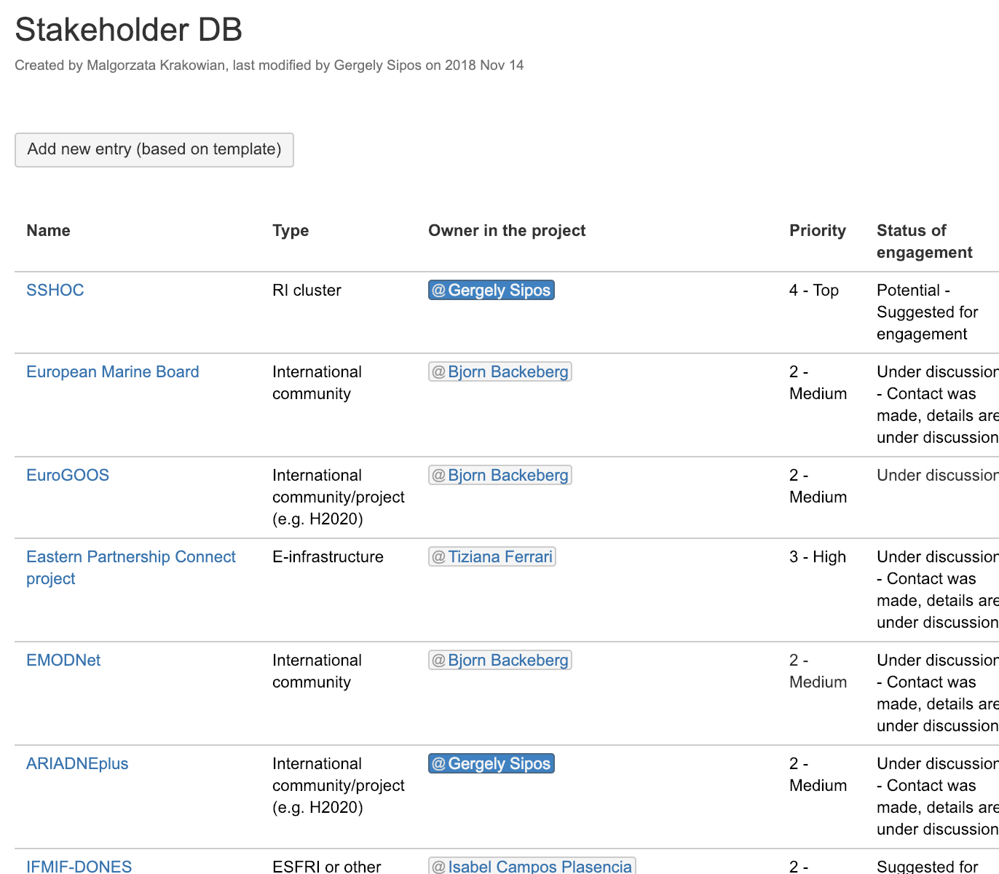 Stakeholder DB
Created by Malgorzata Krakowian, last modified by Gergely Sipos on 2018 Nov 14
Add new entry (based on template)
Name Type Owner in the project Priority Status of engagement
SSHOC RI cluster @Gergely Sipos 4 - Top Potential -
Suggested for
engagement
European Marine Board International @Bjorn Backeberg 2 - Under discussion
community Medium - Contact was
made, details are
under discussion
EuroGOOS International @Bjorn Backeberg 2 - Under discussion
community/project Medium
(e.g. H2020)
Eastern Partnership Connect E-infrastructure @Tiziana Ferrari 3 - High Under discussion
project - Contact was
made, details are
under discussion
EMODNet International @Bjorn Backeberg 2 - Under discussion
community Medium - Contact was
made, details are
under discussion
ARIADNEplus International @Gergely Sipos 2 - Under discussion
community/project Medium - Contact was
(e.g. H2020) made, details are
under discussion
IFMIF-DONES ESFRI or other @Isabel Campos Plasencia 2 - Suggested for